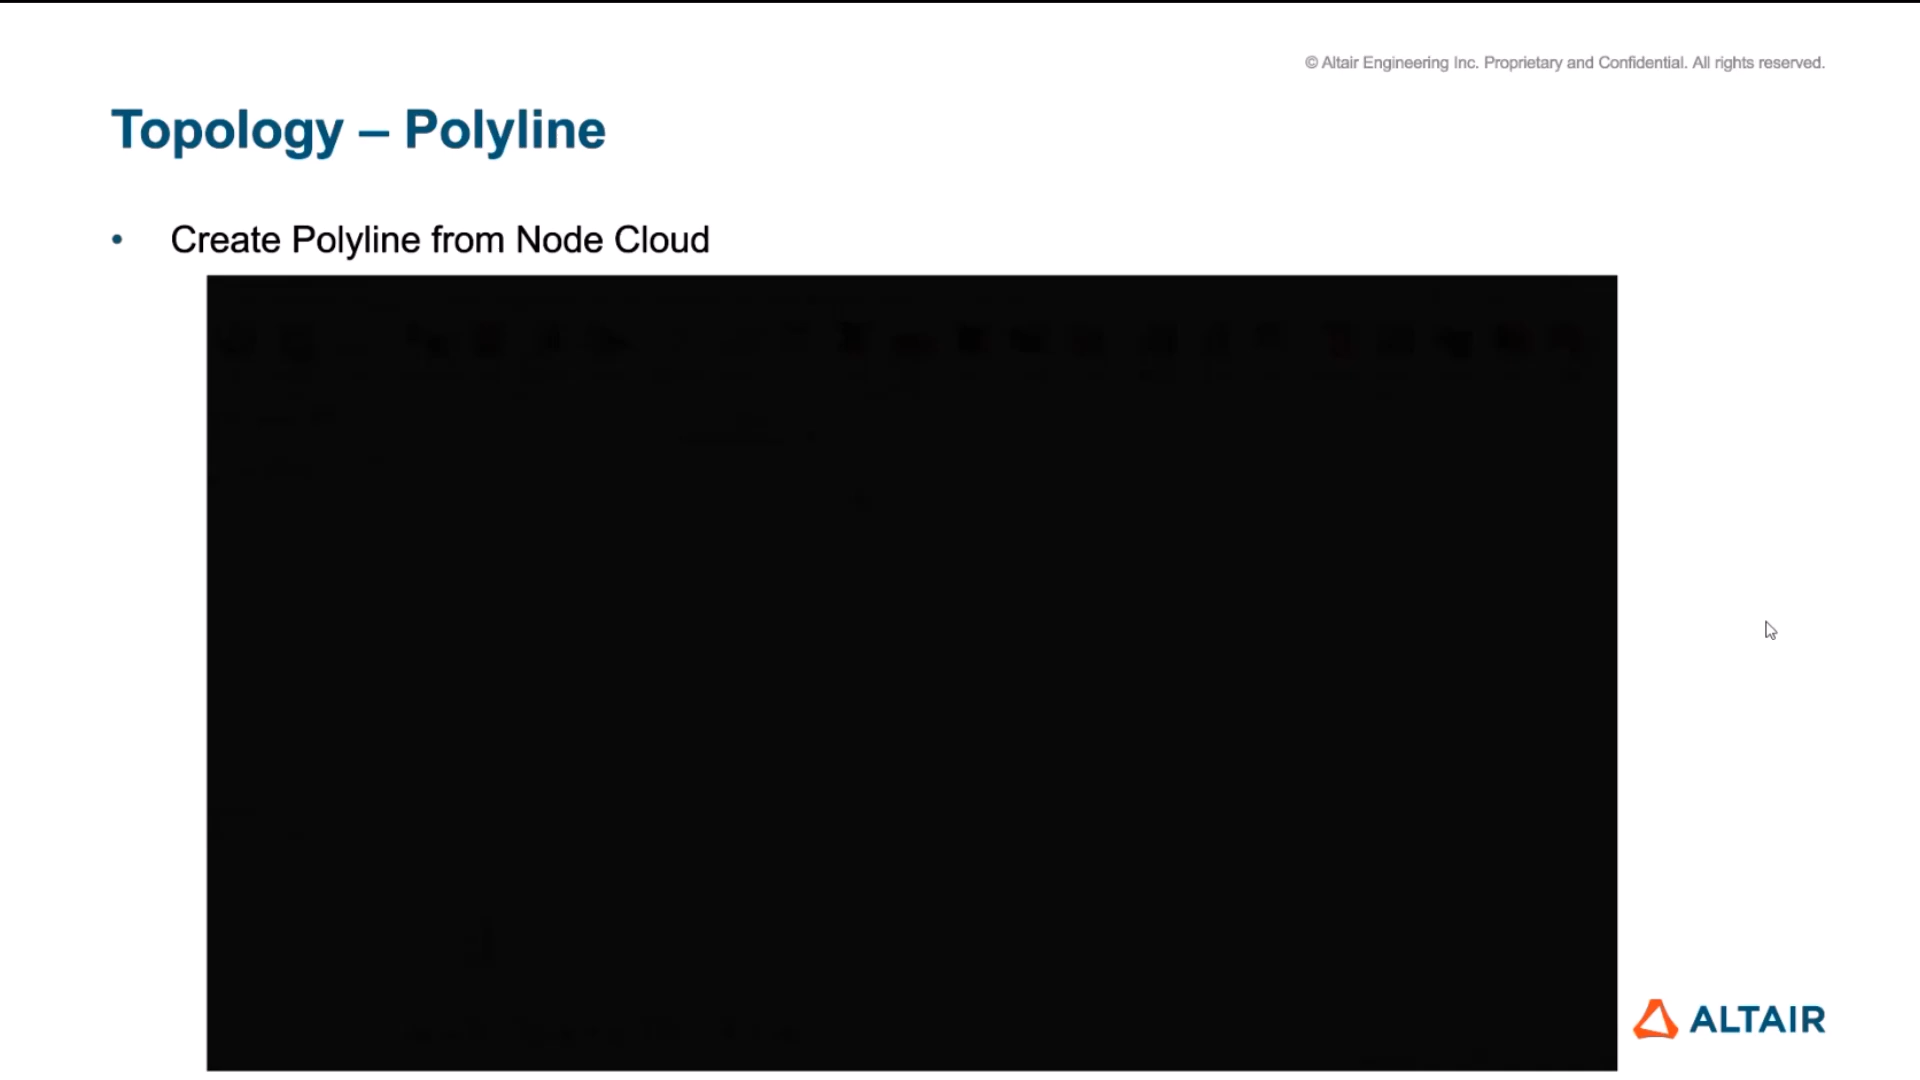 © Altair Engineering Inc. Proprietary and Confidential. All rights reserved.
Topology – Polyline
• Create Polyline from Node Cloud
ALTAIR